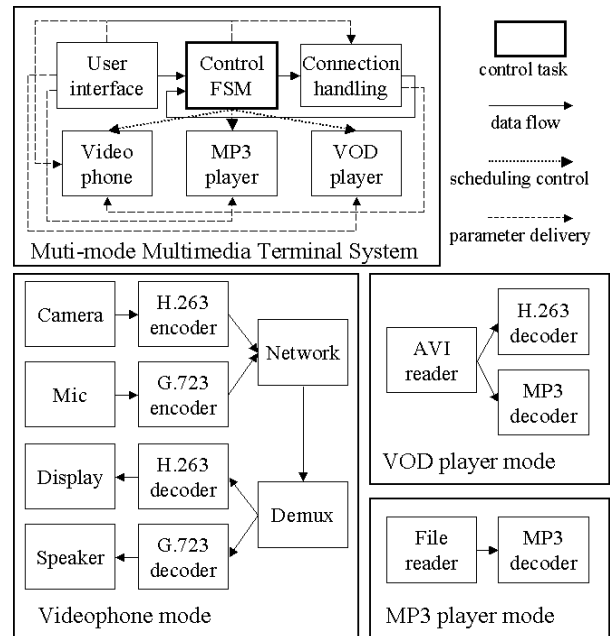 User
interface
Control
FSM
Connection
handling
Video
phone
MP3
player
VOD
player
Muti-mode Multimedia Terminal System
control task
data flow
scheduling control
parameter delivery
Camera
H.263
encoder
Network
Mic
G.723
encoder
Display
H.263
decoder
Demux
Speaker
G.723
decoder
Videophone mode
AVI
reader
H.263
decoder
MP3
decoder
VOD player mode
File
reader
MP3
decoder
MP3 player mode